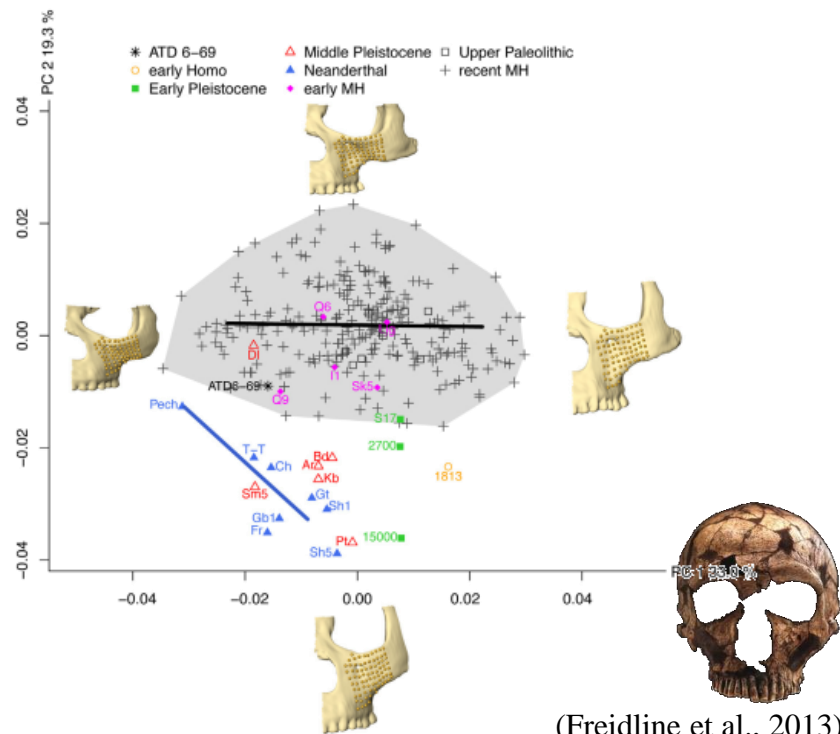 PC 2 19.3 %
ATD 6–69
early Homo
Early Pleistocene
Middle Pleistocene
Neanderthal
early MH
Upper Paleolithic
recent MH
0.04
0.02
0.00
−0.02
−0.04
Q6
Dl
ATD6–69
I1
Q9
Sk5
Pech
S17
T–T
Bd
2700
Ch
Ar
Kb
1813
Sm5
Gt
Sh1
Gb1
Fr
Pt
15000
Sh5
−0.04
−0.02
0.00
0.02
0.04
(Freidline et al., 2013)